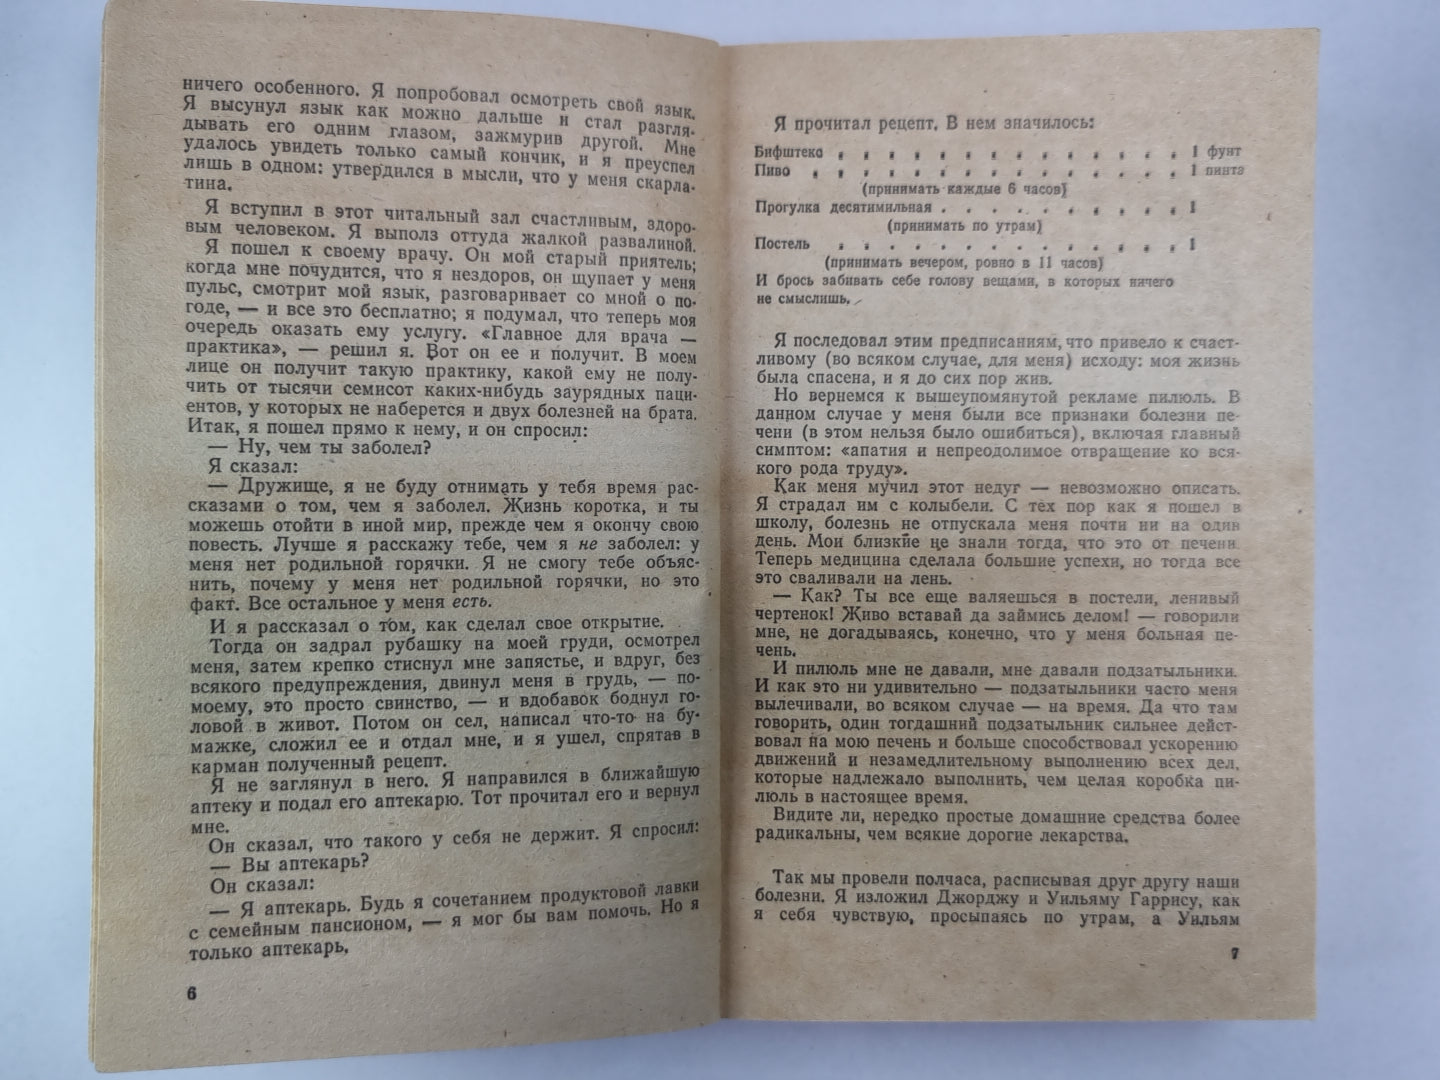 ничего особенного. Я попробовал осмотреть свой язык.
Я высунул язык как можно дальше и стал разгля-
дывать его одним глазом, зажмурив другой. Мне
удалось увидеть только самый кончик, и я преуспел
лишь в одном: утвердился в мысли, что у меня скарла-
тина.
Я вступил в этот читальный зал счастливым, здоро-
вым человеком. Я выполз оттуда жалкой развалиной.
Я пошел к своему врачу. Он мой старый приятель;
когда мне почудится, что я нездоров, он щупает у меня
пульс, смотрит мой язык, разговаривает со мной о по-
годе, — и все это бесплатно; я подумал, что теперь моя
очередь оказать ему услугу. «Главное для врача —
практика», — решил я. Вот он ее и получит. В моем
лице он получит такую практику, какой ему не полу-
чить от тысячи семисот каких-нибудь заурядных паци-
ентов, у которых не наберется и двух болезней на брата.
Итак, я пошел прямо к нему, и он спросил:
— Ну, чем ты заболел?
Я сказал:
— Дружище, я не буду отнимать у тебя время рас-
сказами о том, чем я заболел. Жизнь коротка, и ты
можешь отойти в иной мир, прежде чем я окончу свою
повесть. Лучше я расскажу тебе, чем я не заболел: у
меня нет родильной горячки. Я не смогу тебе объяс-
нить, почему у меня нет родильной горячки, но это
факт. Все остальное у меня есть.
И я рассказал о том, как сделал свое открытие.
Тогда он задрал рубашку на моей груди, осмотрел
меня, затем крепко стиснул мне запястье, и вдруг, без
всякого предупреждения, двинул меня в грудь, — по-
моему, это просто свинство, — и вдобавок боднул го-
ловой в живот. Потом он сел, написал что-то на бу-
мажке, сложил ее и отдал мне, и я ушел, спрятав в
карман полученный рецепт.
Я не заглянул в него. Я направился в ближайшую
аптеку и подал его аптекарю. Тот прочитал его и вернул
мне.
Он сказал, что такого у себя не держит. Я спросил:
— Вы аптекарь?
Он сказал:
— Я аптекарь. Будь я сочетанием продуктовой лавки
с семейным пансионом, — я мог бы вам помочь. Но я
только аптекарь.
6
Я прочитал рецепт. В нем значилось:
Бифштекс . . . . . . . . . . . . . . 1 фунт
Пиво . . . . . . . . . . . . . . . 1 пинта
(принимать каждые 6 часов)
Прогулка десятимильная . . . . . . . . . . 1
(принимать по утрам)
Постель . . . . . . . . . . . . . . 1
(принимать вечером, ровно в 11 часов)
И брось забивать себе голову вещами, в которых ничего
не смыслишь.
Я последовал этим предписаниям, что привело к счаст-
ливому (во всяком случае, для меня) исходу: моя жизнь
была спасена, и я до сих пор жив.
Но вернемся к вышеупомянутой рекламе пилюль. В
данном случае у меня были все признаки болезни пе-
чени (в этом нельзя было ошибиться), включая главный
симптом: «апатия и непреодолимое отвращение ко вся-
кого рода труду».
Как меня мучил этот недуг — невозможно описать.
Я страдал им с колыбели. С тех пор как я пошел в
школу, болезнь не отпускала меня почти ни на один
день. Мои близкие не знали тогда, что это от печени.
Теперь медицина сделала большие успехи, но тогда все
это сваливали на лень.
— Как? Ты все еще валяешься в постели, ленивый
чертенок! Живо вставай да займись делом! — говорили
мне, не догадываясь, конечно, что у меня больная пе-
чень.
И пилюль мне не давали, мне давали подзатыльники.
И как это ни удивительно — подзатыльники часто меня
вылечивали, во всяком случае — на время. Да что там
говорить, один тогдашний подзатыльник сильнее дейст-
вовал на мою печень и больше способствовал ускорению
движений и незамедлительному выполнению всех дел,
которые надлежало выполнить, чем целая коробка пи-
люль в настоящее время.
Видите ли, нередко простые домашние средства более
радикальны, чем всякие дорогие лекарства.
Так мы провели полчаса, расписывая друг другу наши
болезни. Я изложил Джорджу и Уильяму Гаррису, как
я себя чувствую, просыпаясь по утрам, а Уильям
7